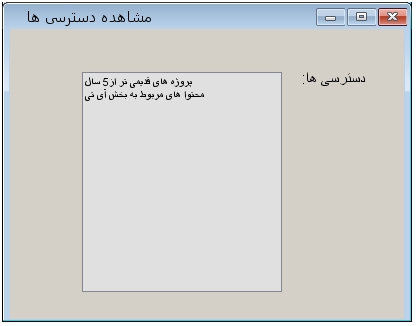 مشاهده دسترسی ها
دسترسی ها:
پروژه های قدیمی تر از 5 سال
محتوا های مربوط به بخش آی تی